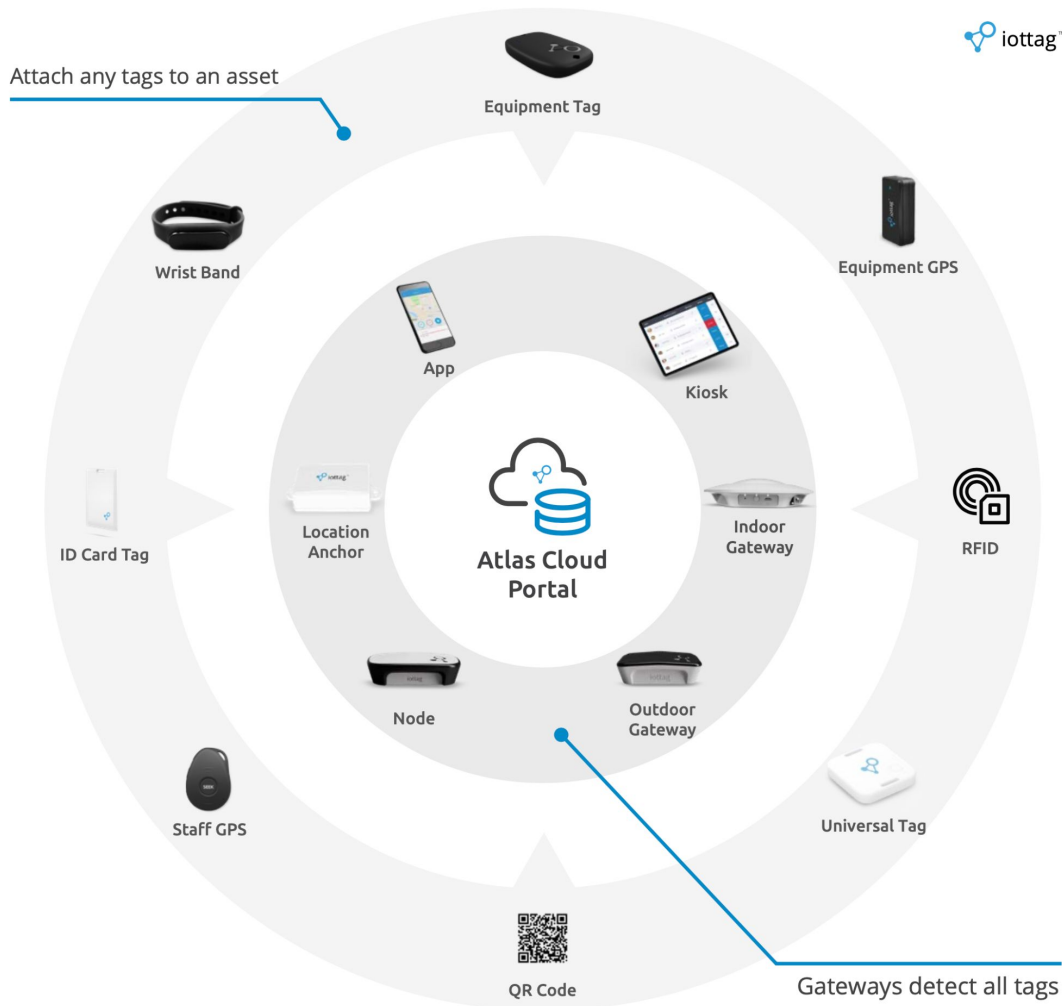 iottag
Attach any tags to an asset
Equipment Tag
Wrist Band
Equipment GPS
App
Kiosk
iottag™
Location
Anchor
Indoor
Gateway
ID Card Tag
RFID
Atlas Cloud
Portal
Node
iottag
Outdoor
Gateway
Staff GPS
Universal Tag
QR Code
Gateways detect all tags